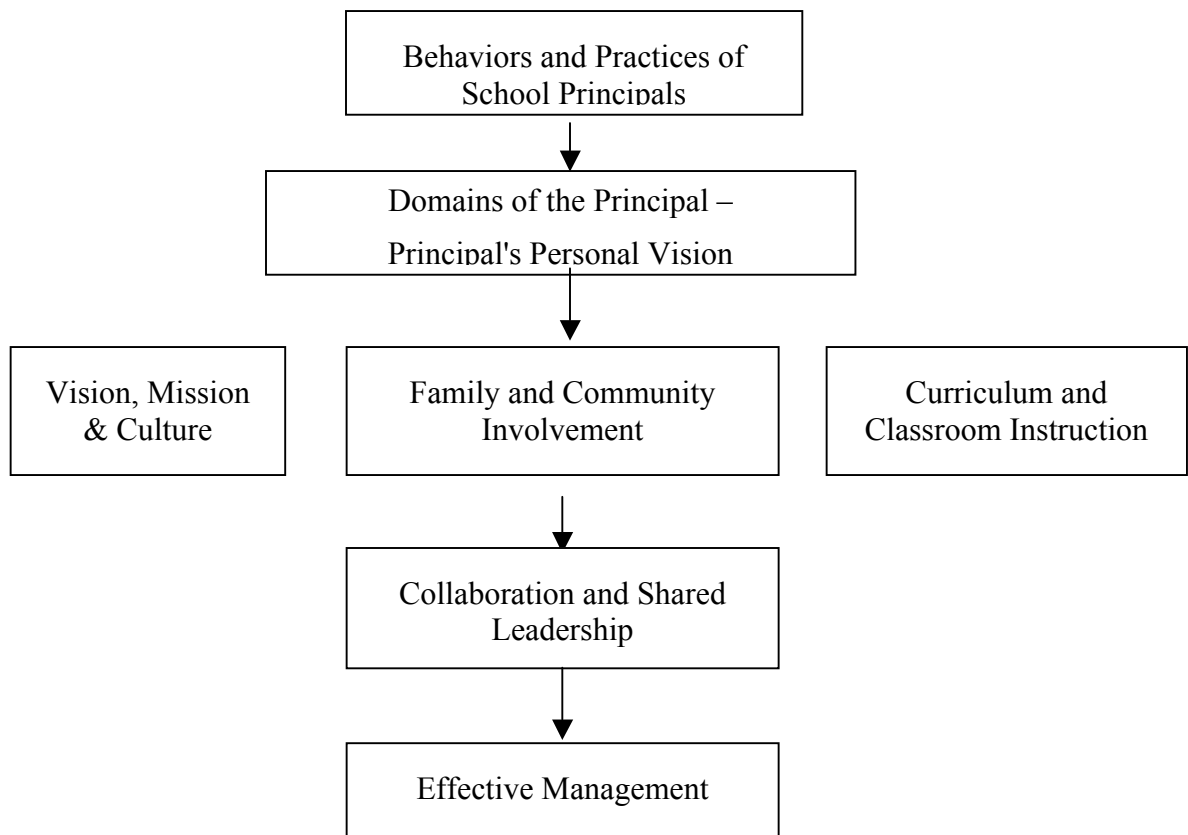 Behaviors and Practices of
School Principals
Domains of the Principal –
Principal's Personal Vision
Vision, Mission
& Culture
Family and Community
Involvement
Curriculum and
Classroom Instruction
Collaboration and Shared
Leadership
Effective Management